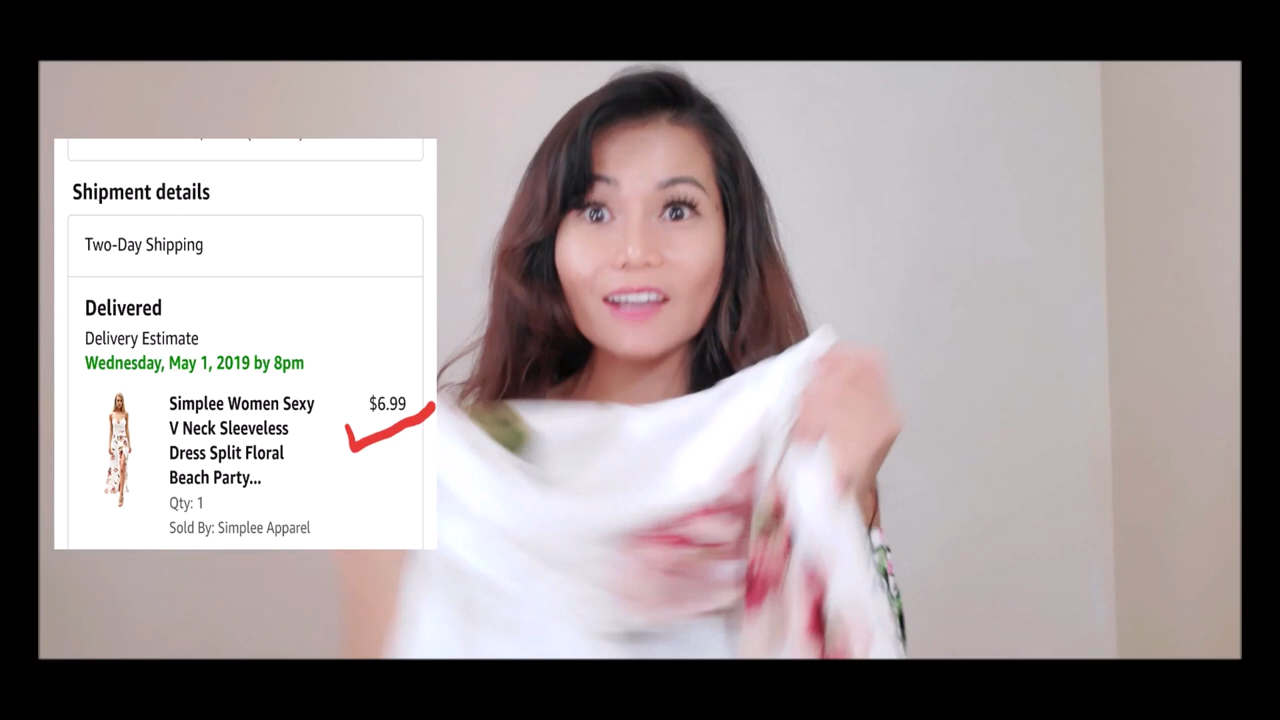 Shipment details
Two-Day Shipping
Delivered
Delivery Estimate
Wednesday, May 1, 2019 by 8pm
Simplee Women Sexy
$6.99
V Neck Sleeveless
Dress Split Floral
Beach Party...
Qty: 1
Sold By: Simplee Apparel